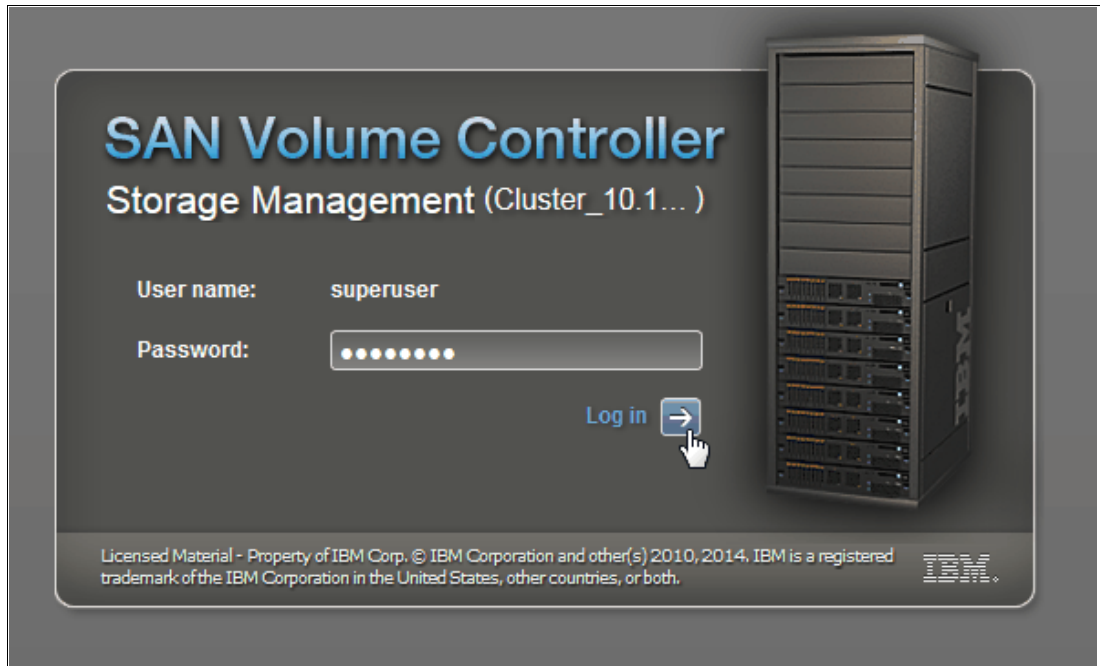 SAN Volume Controller
Storage Management (Cluster_10.1... )
User name: superuser
Password: ●●●●●●●●
Log in
IBM
Licensed Material - Property of IBM Corp. © IBM Corporation and other(s) 2010, 2014. IBM is a registered
trademark of the IBM Corporation in the United States, other countries, or both.
IBM.